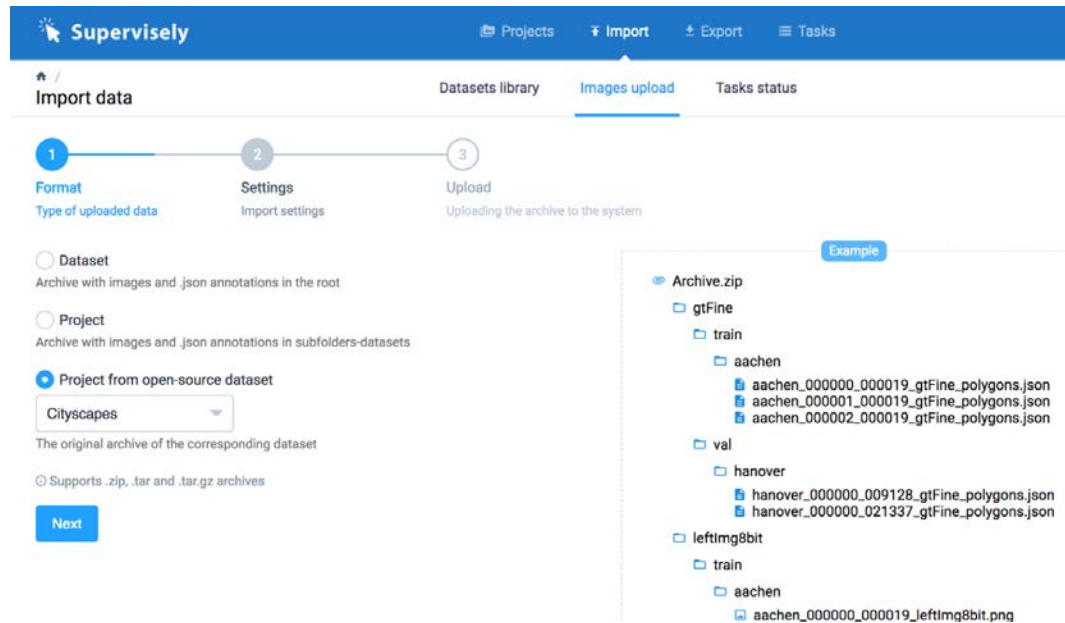 Supervisely
Projects Import Export Tasks
/
Import data
Datasets library Images upload Tasks status
1 2 3
Format Settings Upload
Type of uploaded data Import settings Uploading the archive to the system
Dataset
Archive with images and .json annotations in the root
Project
Archive with images and .json annotations in subfolders-datasets
Project from open-source dataset
Cityscapes
The original archive of the corresponding dataset
Supports .zip, .tar and .tar.gz archives
Next
Example
Archive.zip
gtFine
train
aachen
aachen_000000_000019_gtFine_polygons.json
aachen_000001_000019_gtFine_polygons.json
aachen_000002_000019_gtFine_polygons.json
val
hanover
hanover_000000_009128_gtFine_polygons.json
hanover_000000_021337_gtFine_polygons.json
leftImg8bit
train
aachen
aachen_000000_000019_leftImg8bit.png